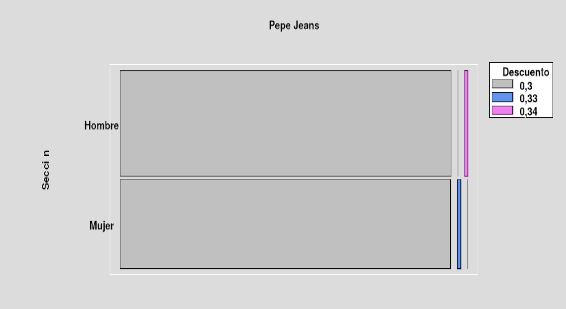 Pepe Jeans
Descuento
0,3
0,33
0,34
Hombre
Mujer
Secci n